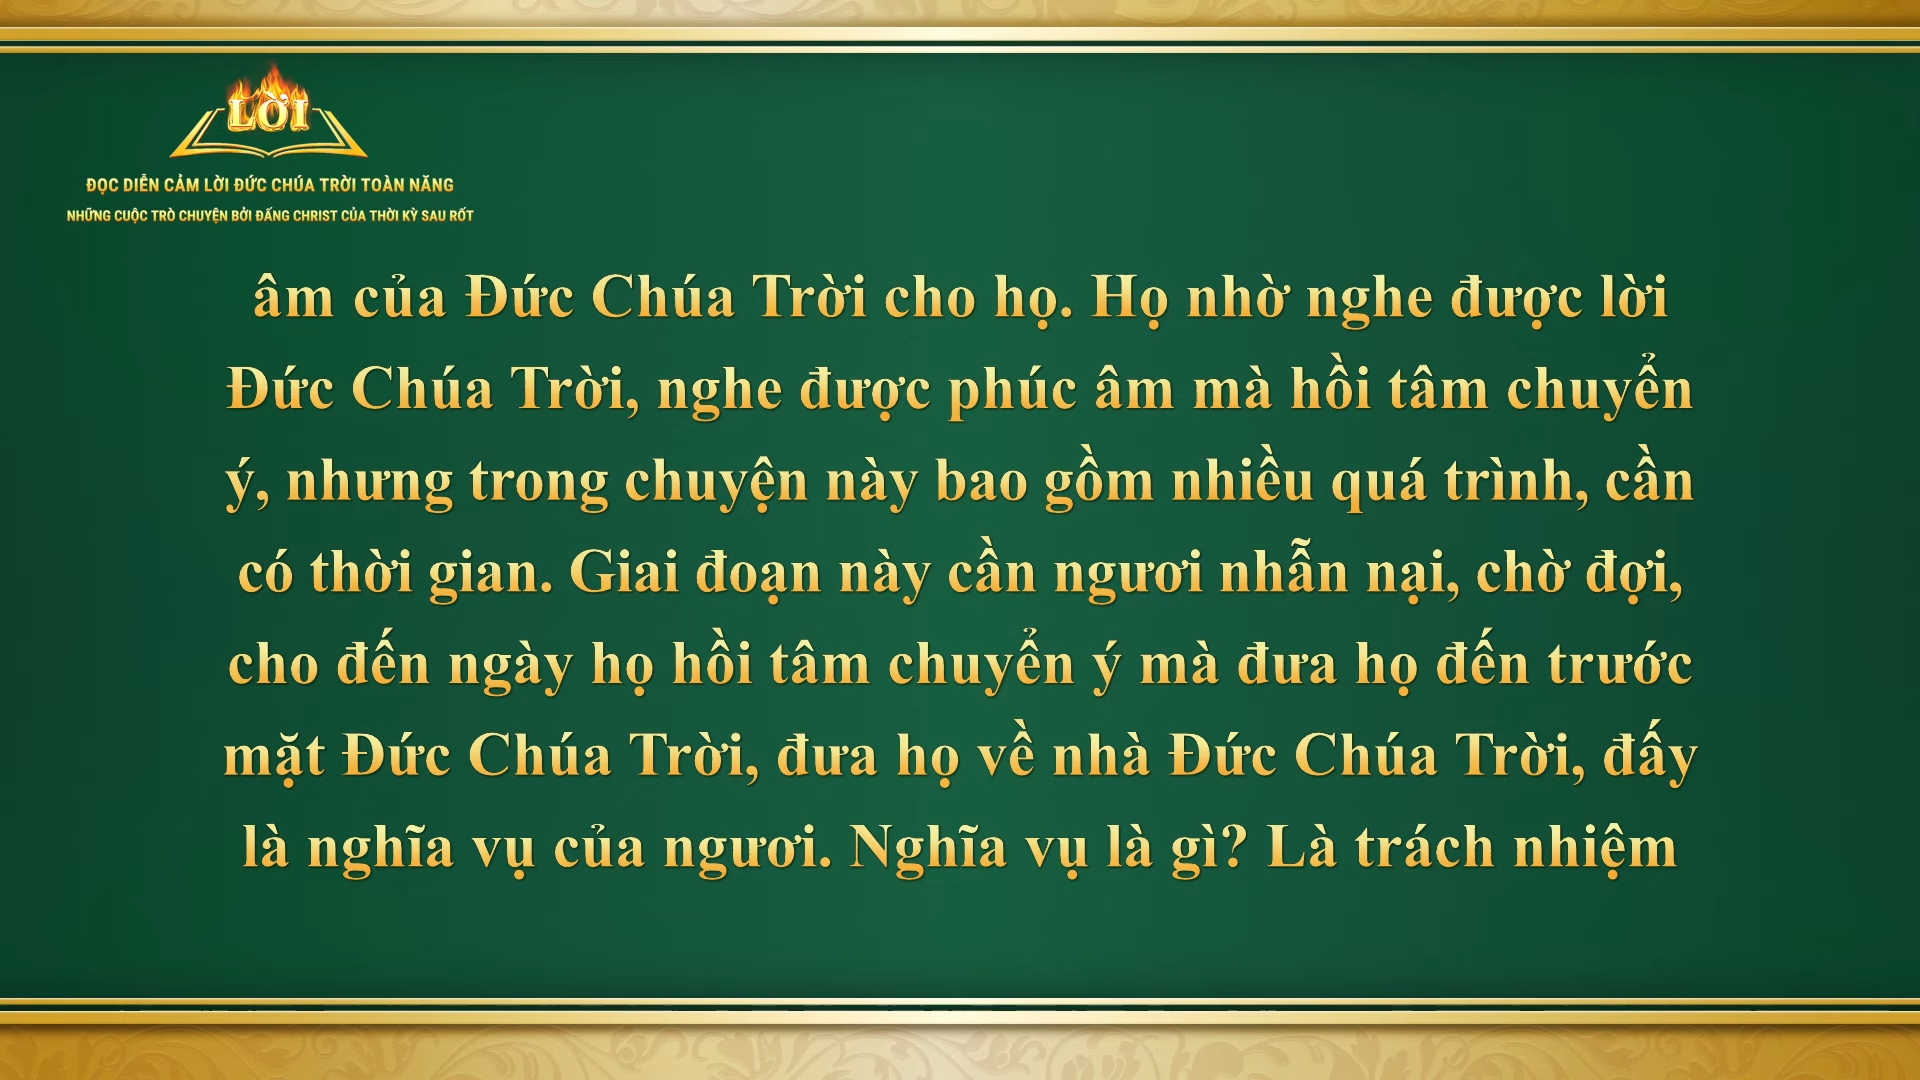 LỜI
ĐỌC DIỄN CẢM LỜI ĐỨC CHÚA TRỜI TOÀN NĂNG
NHỮNG CUỘC TRÒ CHUYỆN BỞI ĐẤNG CHRIST CỦA THỜI KỲ SAU RỐT
âm của Đức Chúa Trời cho họ. Họ nhờ nghe được lời
Đức Chúa Trời, nghe được phúc âm mà hồi tâm chuyển
ý, nhưng trong chuyện này bao gồm nhiều quá trình, cần
có thời gian. Giai đoạn này cần ngươi nhẫn nại, chờ đợi,
cho đến ngày họ hồi tâm chuyển ý mà đưa họ đến trước
mặt Đức Chúa Trời, đưa họ về nhà Đức Chúa Trời, đấy
là nghĩa vụ của ngươi. Nghĩa vụ là gì? Là trách nhiệm